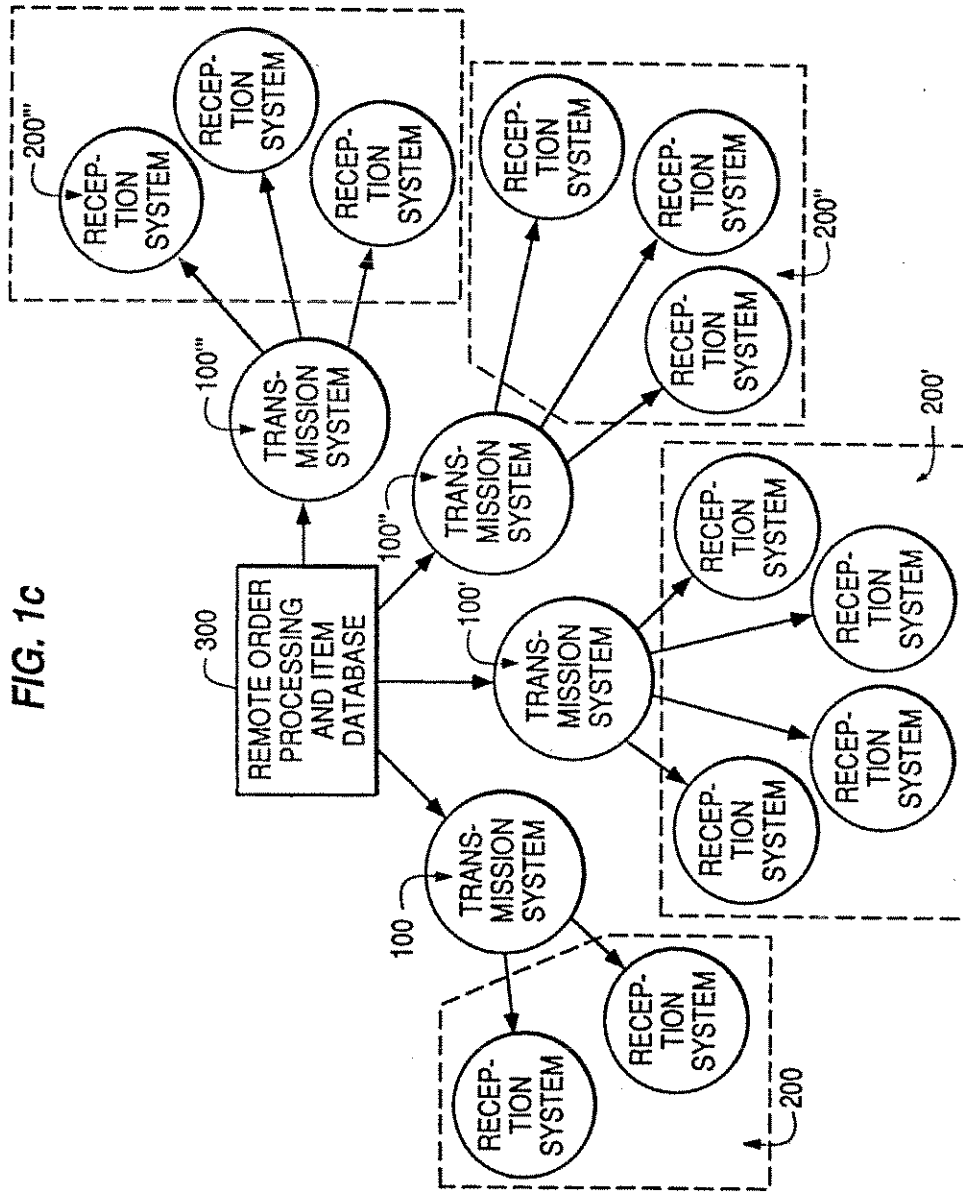 FIG. 1c
300
REMOTE ORDER
PROCESSING
AND ITEM
DATABASE
100
TRANS-
MISSION
SYSTEM
RECEP-
TION
SYSTEM
RECEP-
TION
SYSTEM
200
100'
TRANS-
MISSION
SYSTEM
RECEP-
TION
SYSTEM
RECEP-
TION
SYSTEM
RECEP-
TION
SYSTEM
RECEP-
TION
SYSTEM
200'
100"
TRANS-
MISSION
SYSTEM
RECEP-
TION
SYSTEM
RECEP-
TION
SYSTEM
RECEP-
TION
SYSTEM
200"
100'''
TRANS-
MISSION
SYSTEM
200'''
RECEP-
TION
SYSTEM
RECEP-
TION
SYSTEM
RECEP-
TION
SYSTEM